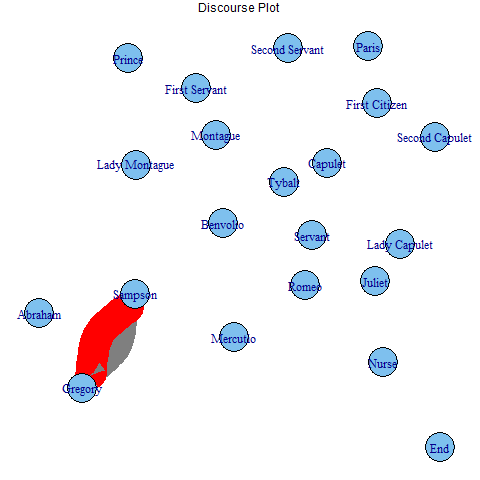 Discourse Plot
Second Servant
Paris
Prince
First Servant
First Citizen
Montague
Second Capulet
Lady Montague
Capulet
Tybalt
Benvolio
Servant
Lady Capulet
Juliet
Romeo
Sampson
Abraham
Mercutio
Nurse
Gregory
End